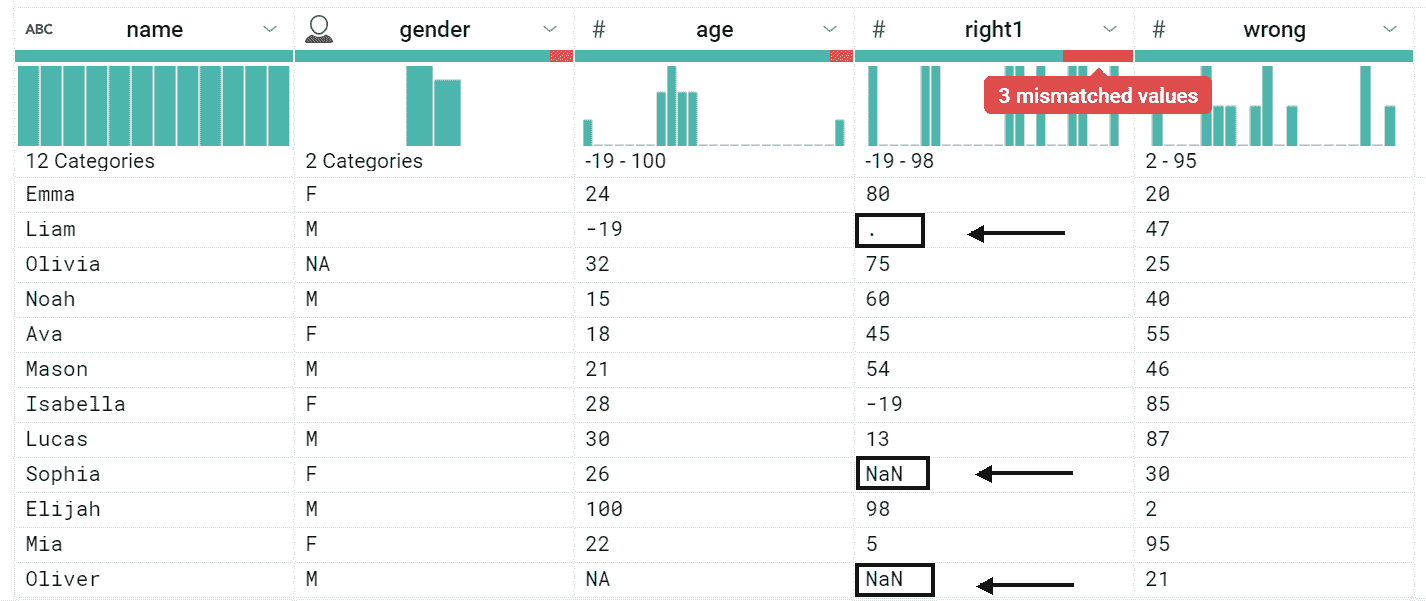 ABC name gender # age # right1 # wrong
3 mismatched values
12 Categories 2 Categories -19 - 100 -19 - 98 2 - 95
Emma F 24 80 20
Liam M -19 . 47
Olivia NA 32 75 25
Noah M 15 60 40
Ava F 18 45 55
Mason M 21 54 46
Isabella F 28 -19 85
Lucas M 30 13 87
Sophia F 26 NaN 30
Elijah M 100 98 2
Mia F 22 5 95
Oliver M NA NaN 21